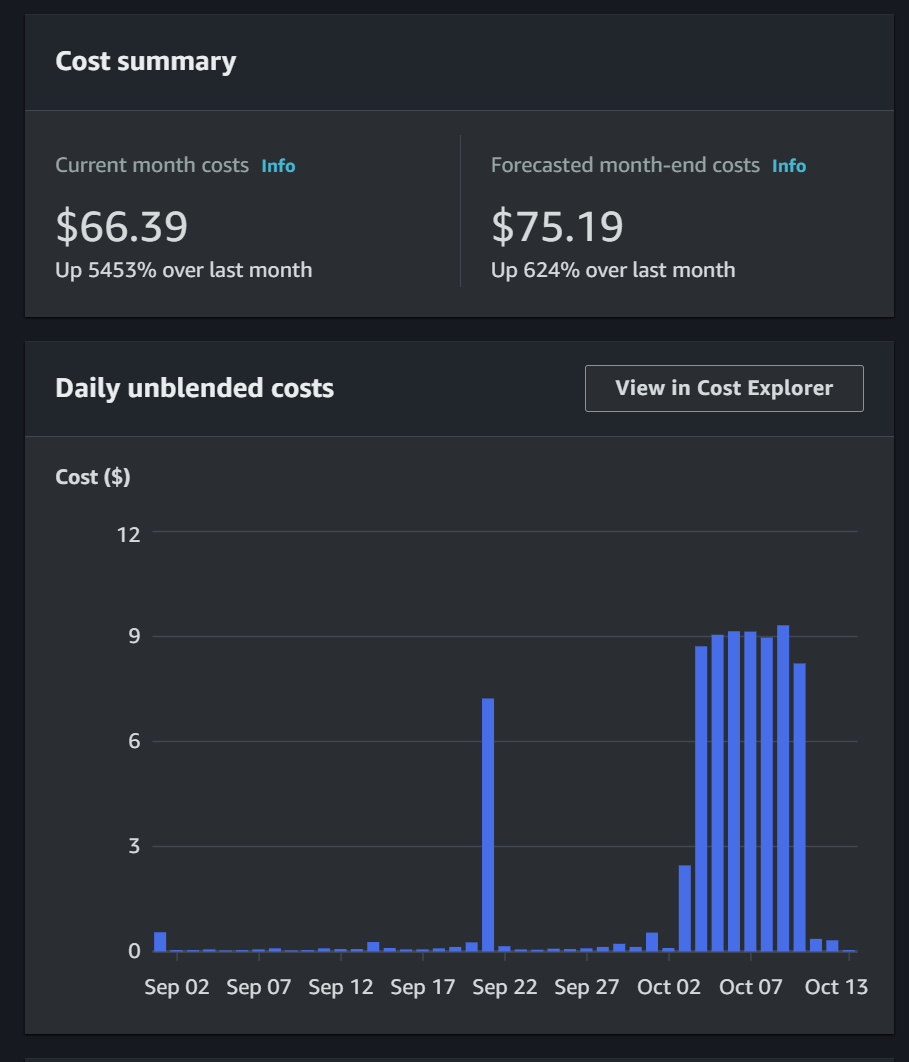 Cost summary
Current month costs Info
$66.39
Up 5453% over last month
Forecasted month-end costs Info
$75.19
Up 624% over last month
Daily unblended costs
View in Cost Explorer
Cost ($)
12
9
6
3
0
Sep 02 Sep 07 Sep 12 Sep 17 Sep 22 Sep 27 Oct 02 Oct 07 Oct 13